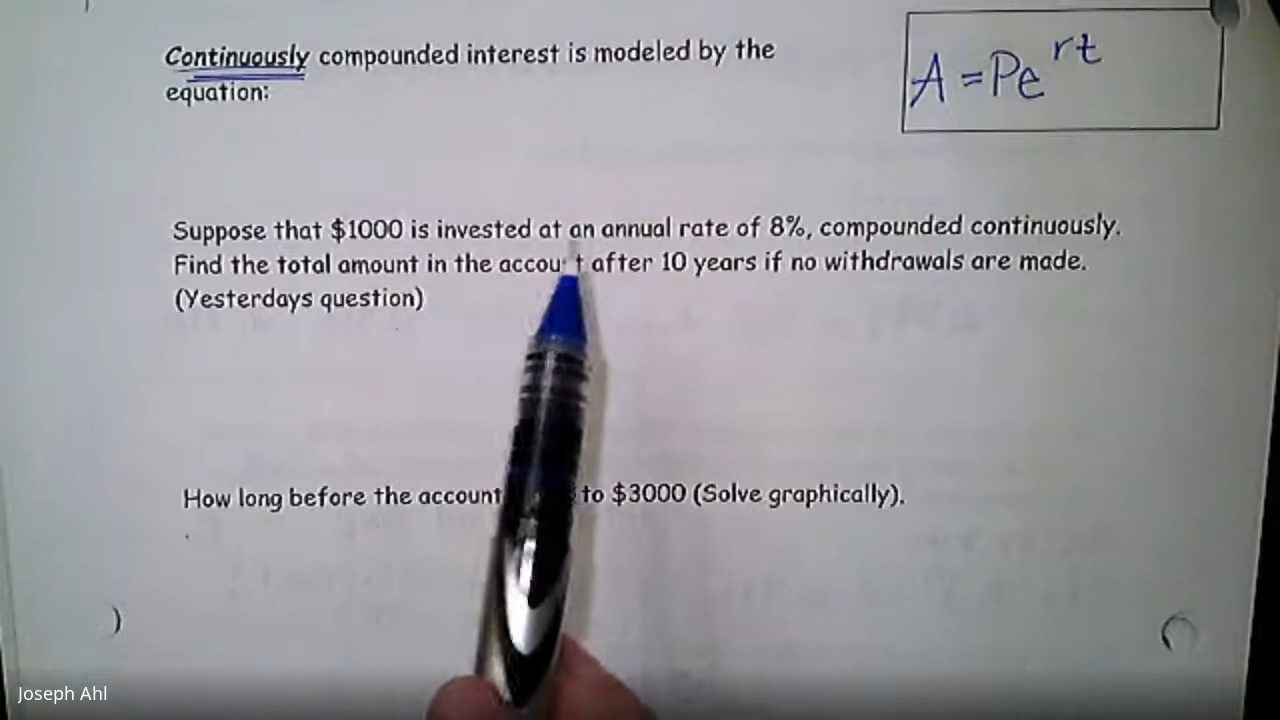 Continuously compounded interest is modeled by the
equation:
A = Pe^rt
Suppose that $1000 is invested at an annual rate of 8%, compounded continuously.
Find the total amount in the account after 10 years if no withdrawals are made.
(Yesterdays question)
How long before the account to $3000 (Solve graphically).
)
Joseph Ahl